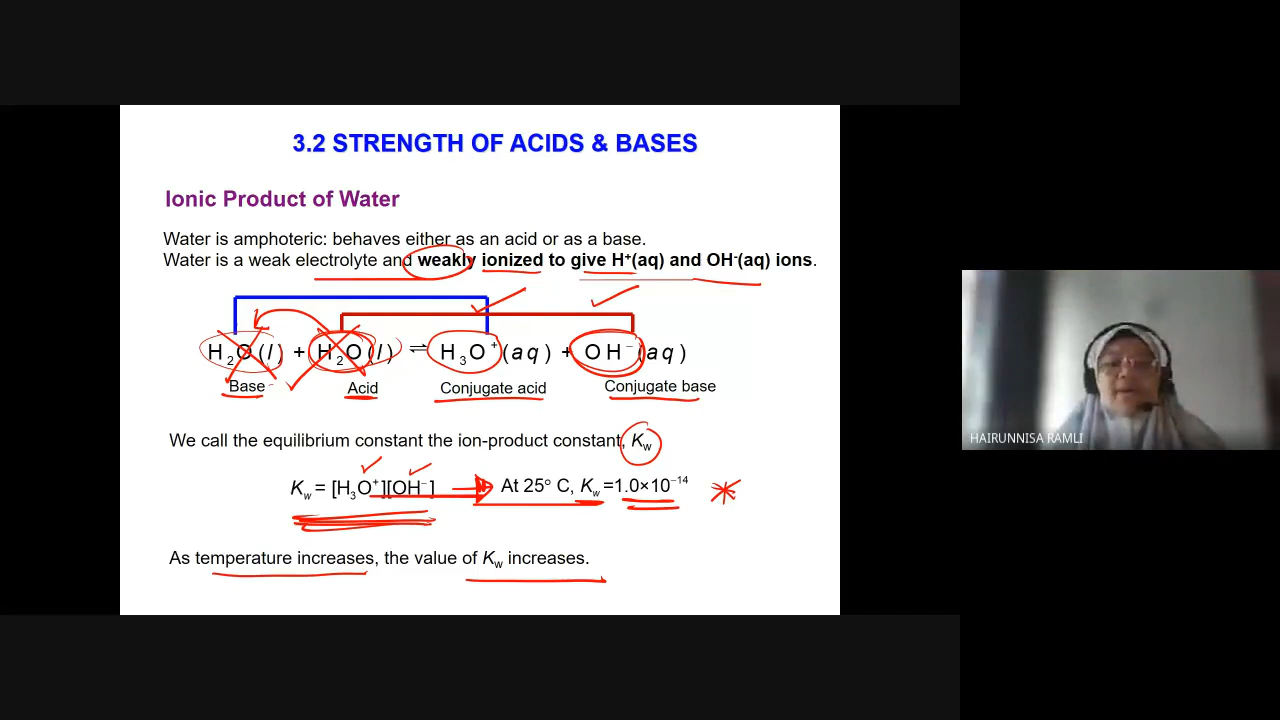 3.2 STRENGTH OF ACIDS & BASES
Ionic Product of Water
Water is amphoteric: behaves either as an acid or as a base.
Water is a weak electrolyte and weakly ionized to give H⁺(aq) and OH⁻(aq) ions.
H₂O(l) + H₂O(l) ⇌ H₃O⁺(aq) + OH⁻(aq)
Base Acid Conjugate acid Conjugate base
We call the equilibrium constant the ion-product constant, Kw
Kw = [H₃O⁺][OH⁻] At 25° C, Kw =1.0×10⁻¹⁴
As temperature increases, the value of Kw increases.
HAIRUNNISA RAMLI